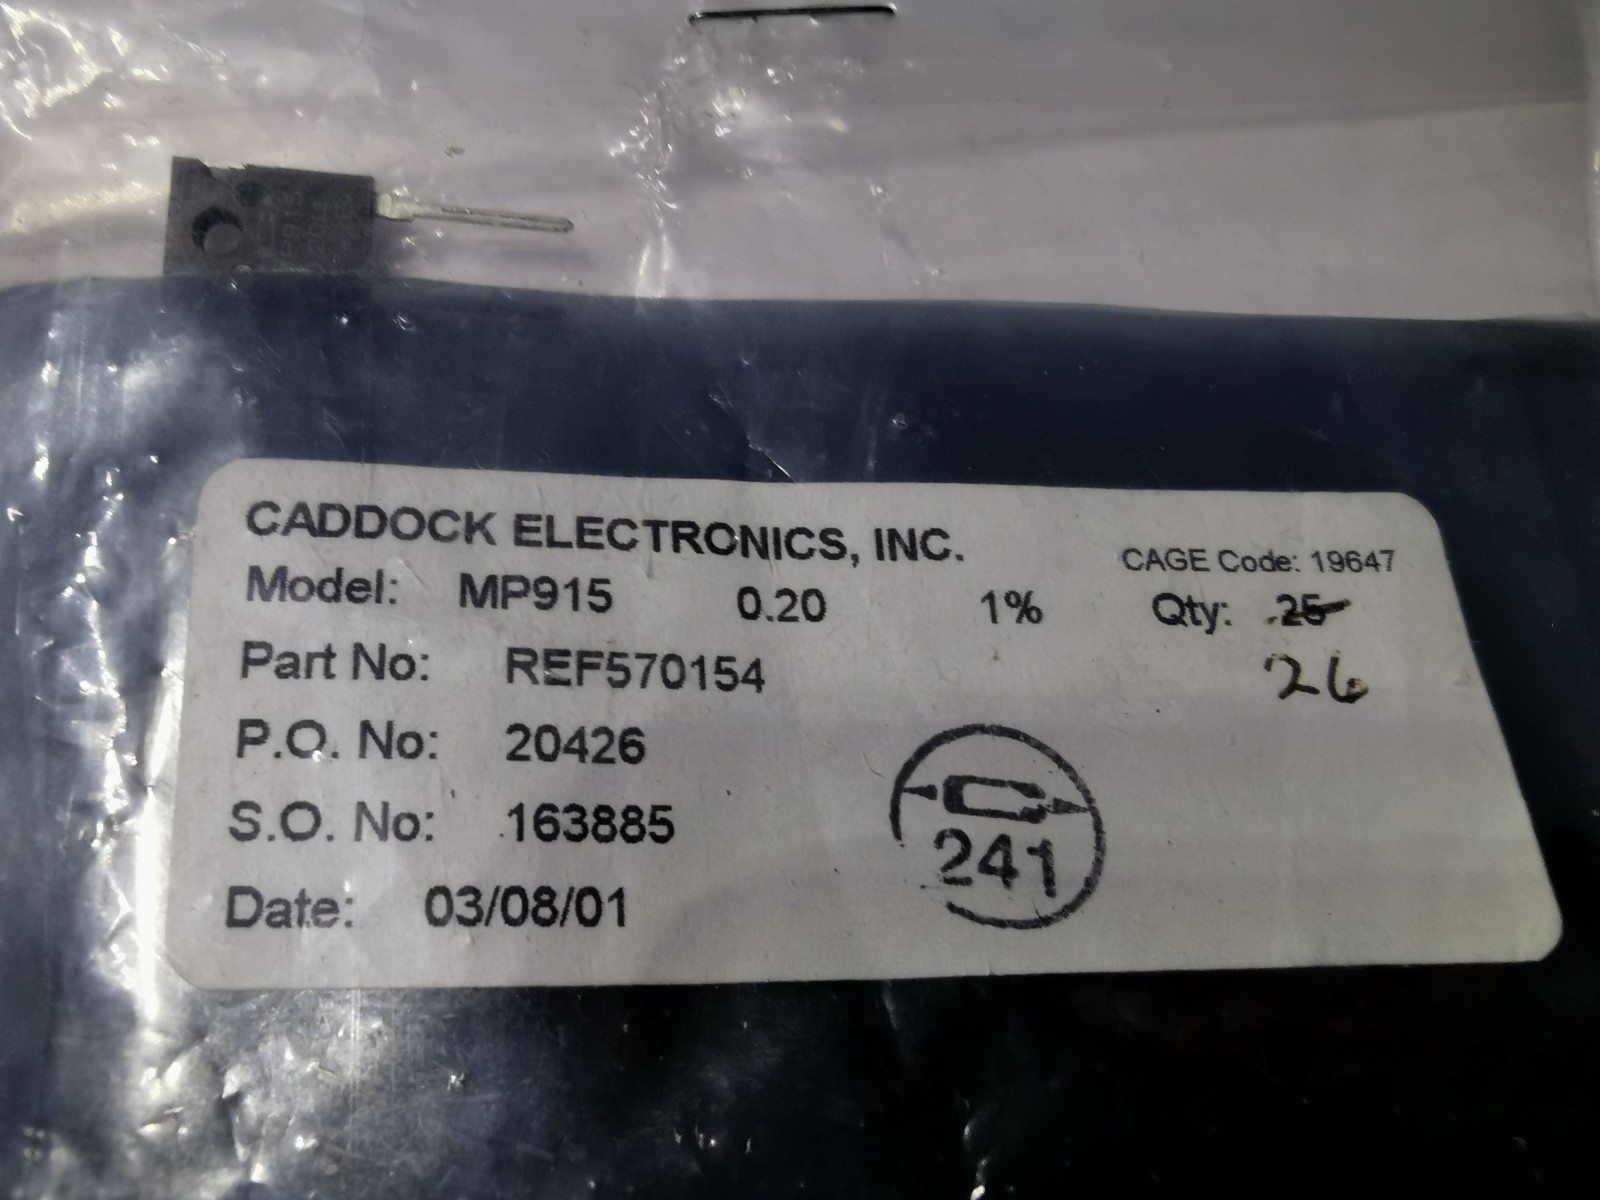 CADDOCK ELECTRONICS, INC.
CAGE Code: 19647
Model: MP915 0.20 1% Qty: 25
26
Part No: REF570154
P.O. No: 20426
S.O. No: 163885
241
Date: 03/08/01